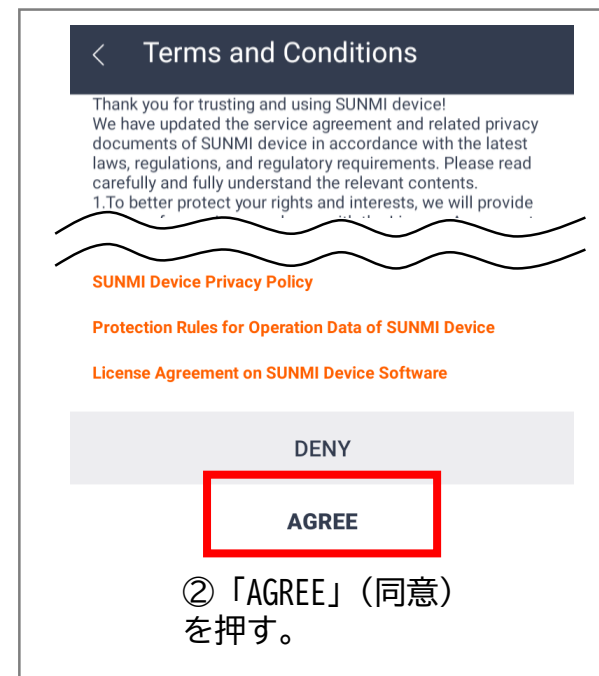 < Terms and Conditions
Thank you for trusting and using SUNMI device!
We have updated the service agreement and related privacy
documents of SUNMI device in accordance with the latest
laws, regulations, and regulatory requirements. Please read
carefully and fully understand the relevant contents.
1.To better protect your rights and interests, we will provide
SUNMI Device Privacy Policy
Protection Rules for Operation Data of SUNMI Device
License Agreement on SUNMI Device Software
DENY
AGREE
②「AGREE」(同意)
を押す。